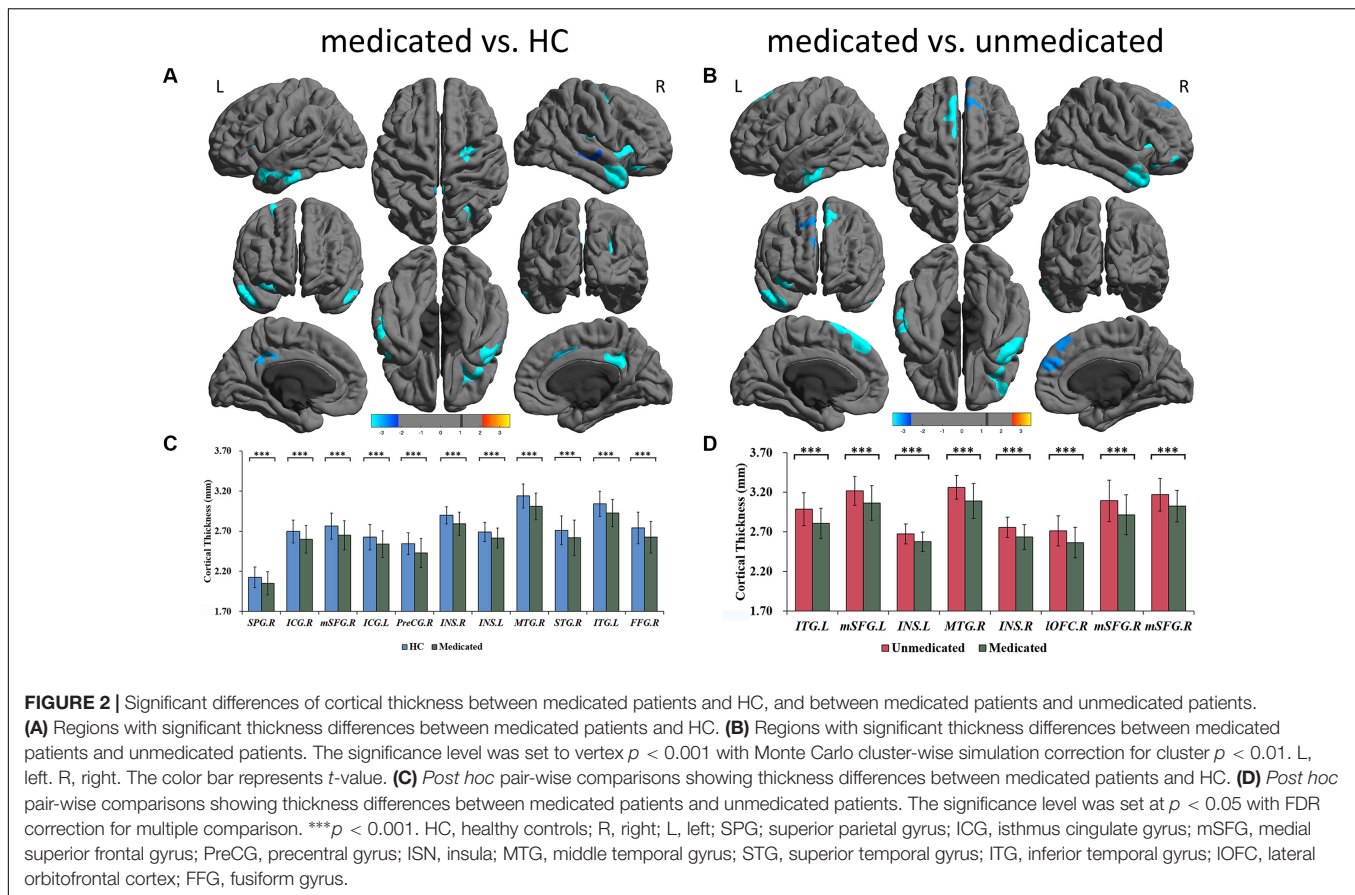 medicated vs. HC
medicated vs. unmedicated
A
B
L
R
L
R
-3 -2 -1 0 1 2 3
-3 -2 -1 0 1 2 3
C
Cortical Thickness (mm)
3.70
3.20
2.70
2.20
1.70
*** *** *** *** *** *** *** *** *** *** ***
SPG.R ICG.R mSFG.R ICG.L PreCG.R INS.R INS.L MTG.R STG.R ITG.L FFG.R
HC Medicated
D
Cortical Thickness (mm)
3.70
3.20
2.70
2.20
1.70
*** *** *** *** *** *** *** ***
ITG.L mSFG.L INS.L MTG.R INS.R lOFC.R mSFG.R mSFG.R
Unmedicated Medicated
FIGURE 2 | Significant differences of cortical thickness between medicated patients and HC, and between medicated patients and unmedicated patients.
(A) Regions with significant thickness differences between medicated patients and HC. (B) Regions with significant thickness differences between medicated
patients and unmedicated patients. The significance level was set to vertex p < 0.001 with Monte Carlo cluster-wise simulation correction for cluster p < 0.01. L,
left. R, right. The color bar represents t-value. (C) Post hoc pair-wise comparisons showing thickness differences between medicated patients and HC. (D) Post hoc
pair-wise comparisons showing thickness differences between medicated patients and unmedicated patients. The significance level was set at p < 0.05 with FDR
correction for multiple comparison. ***p < 0.001. HC, healthy controls; R, right; L, left; SPG; superior parietal gyrus; ICG, isthmus cingulate gyrus; mSFG, medial
superior frontal gyrus; PreCG, precentral gyrus; ISN, insula; MTG, middle temporal gyrus; STG, superior temporal gyrus; ITG, inferior temporal gyrus; lOFC, lateral
orbitofrontal cortex; FFG, fusiform gyrus.